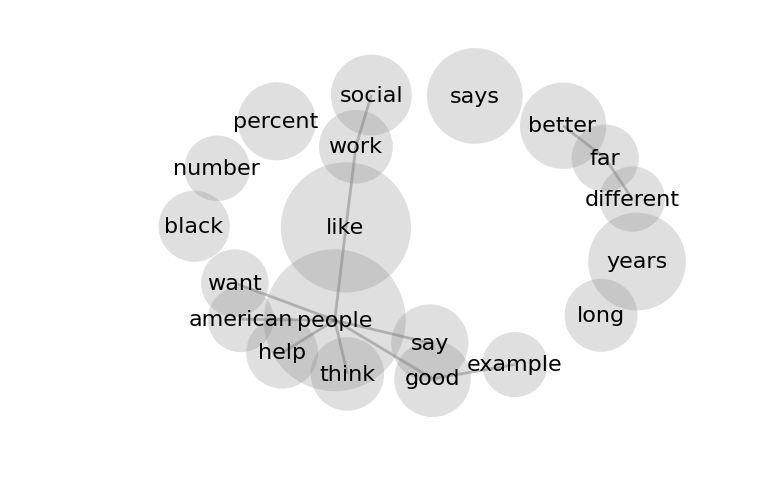 social
says
percent
better
work
far
number
different
black
like
years
want
long
american
people
say
help
example
think
good